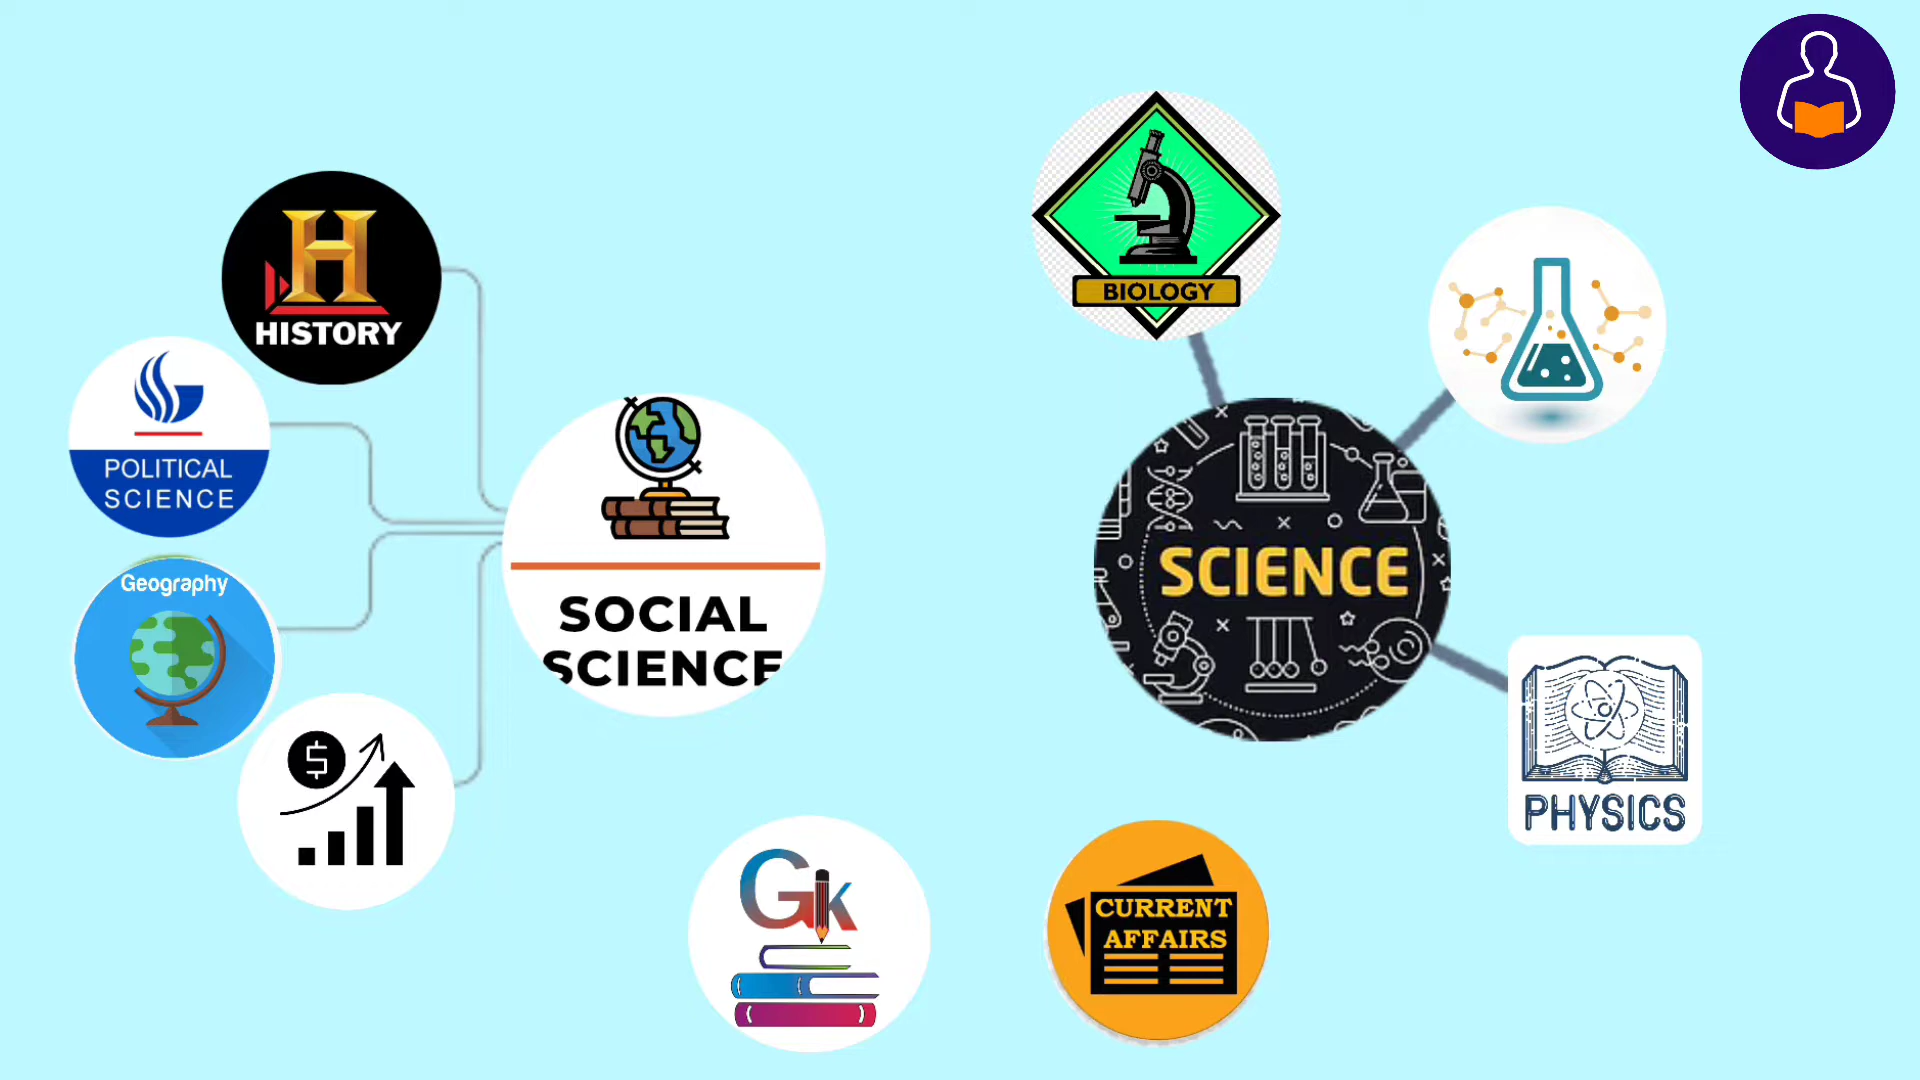 HISTORY
POLITICAL
SCIENCE
Geography
$
SOCIAL
SCIENCE
BIOLOGY
SCIENCE
PHYSICS
Gk
CURRENT
AFFAIRS